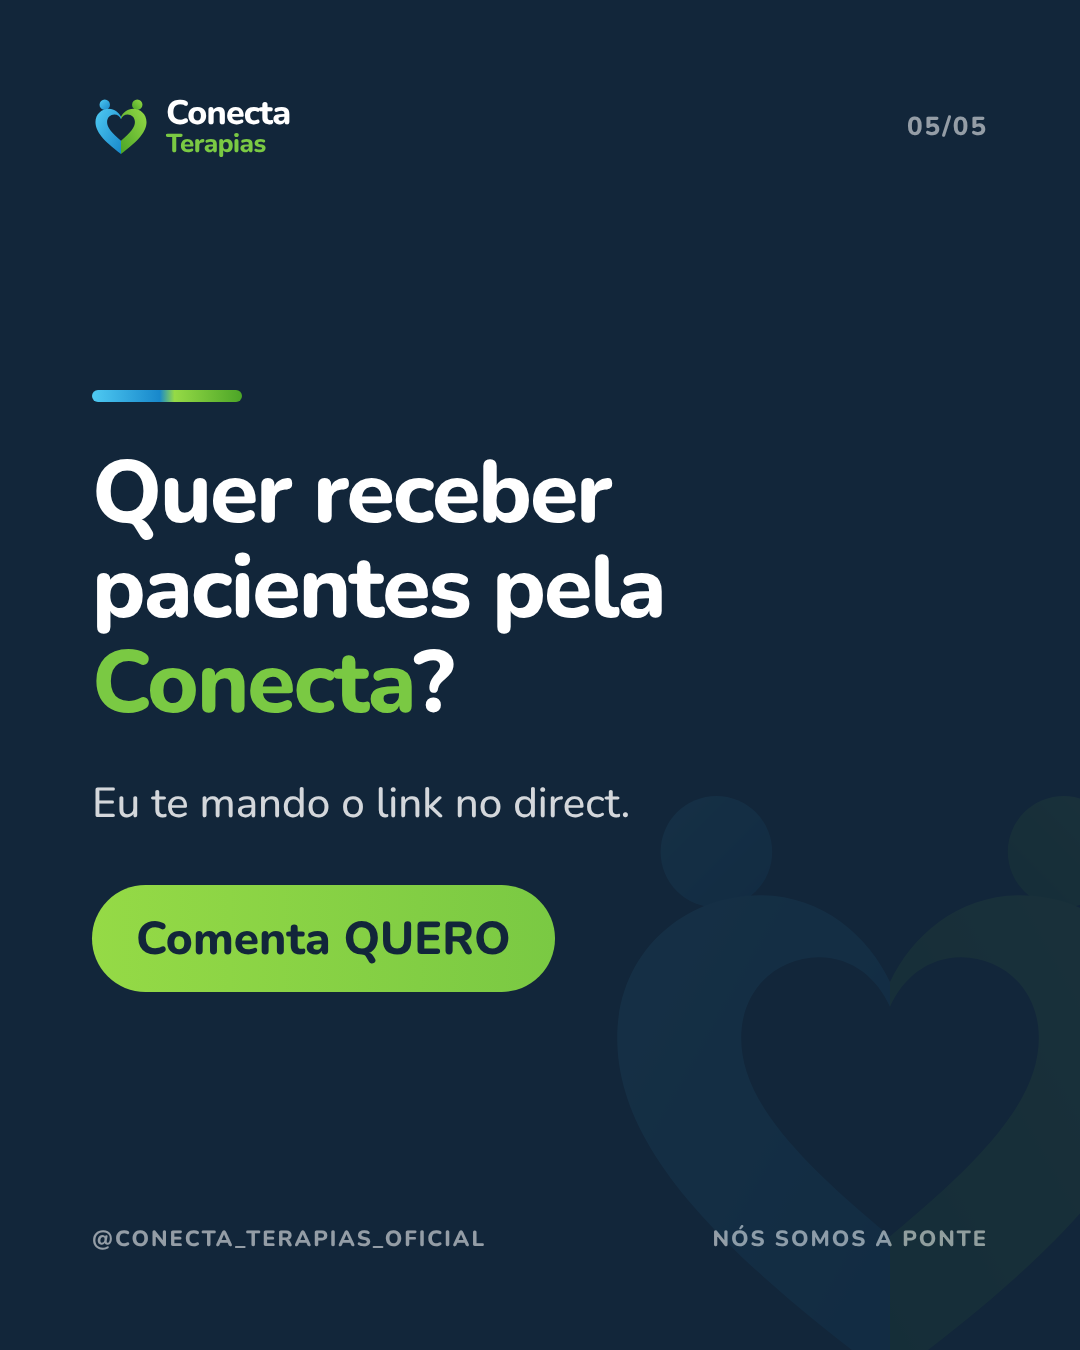 Conecta
Terapias
05/05
Quer receber
pacientes pela
Conecta?
Eu te mando o link no direct.
Comenta QUERO
@CONECTA_TERAPIAS_OFICIAL
NÓS SOMOS A PONTE